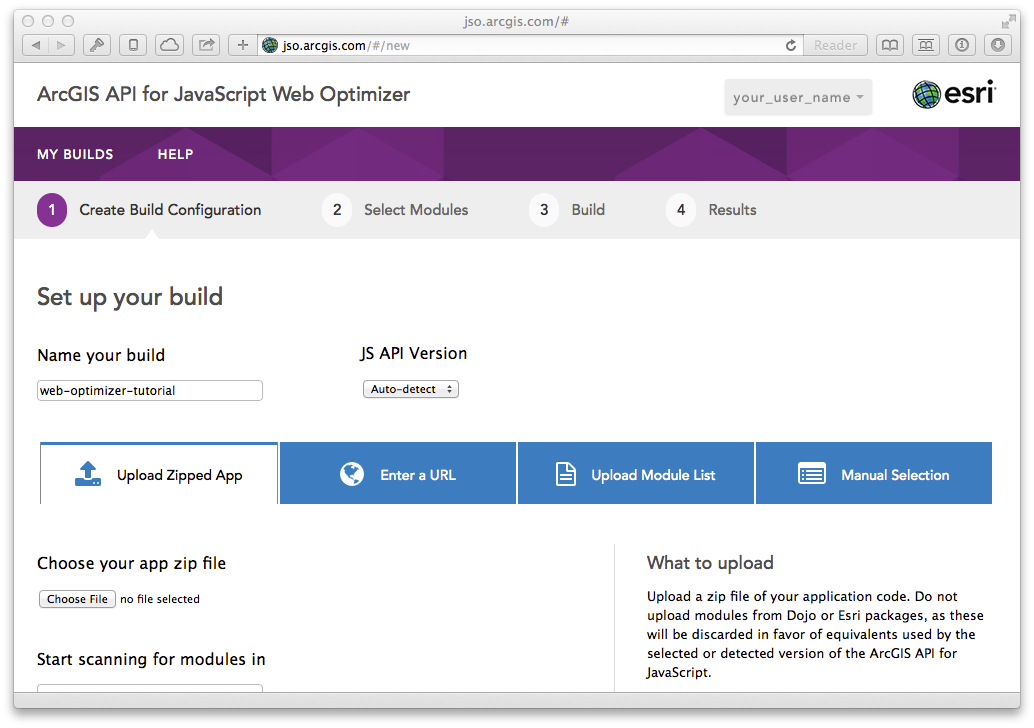 jso.arcgis.com/#
jso.arcgis.com/#/new
Reader
ArcGIS API for JavaScript Web Optimizer
your_user_name
esri
MY BUILDS
HELP
1 Create Build Configuration
2 Select Modules
3 Build
4 Results
Set up your build
Name your build
JS API Version
web-optimizer-tutorial
Auto-detect
Upload Zipped App
Enter a URL
Upload Module List
Manual Selection
Choose your app zip file
Choose File no file selected
Start scanning for modules in
What to upload
Upload a zip file of your application code. Do not
upload modules from Dojo or Esri packages, as these
will be discarded in favor of equivalents used by the
selected or detected version of the ArcGIS API for
JavaScript.